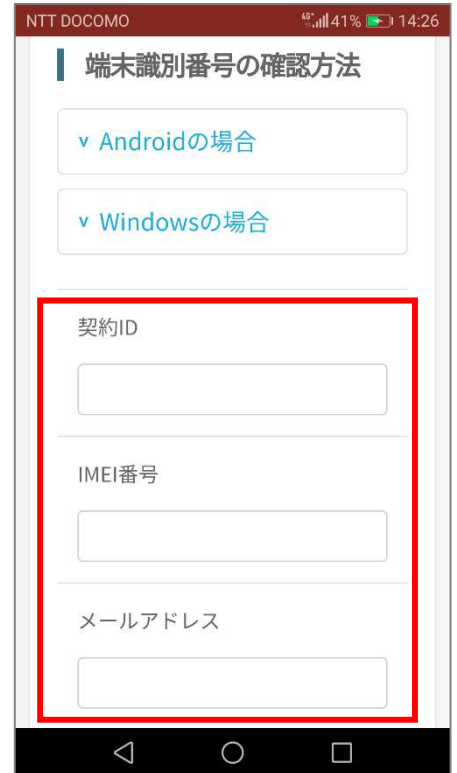 NTT DOCOMO 4G 41% 14:26
端末識別番号の確認方法
v Androidの場合
v Windowsの場合
契約ID
IMEI番号
メールアドレス